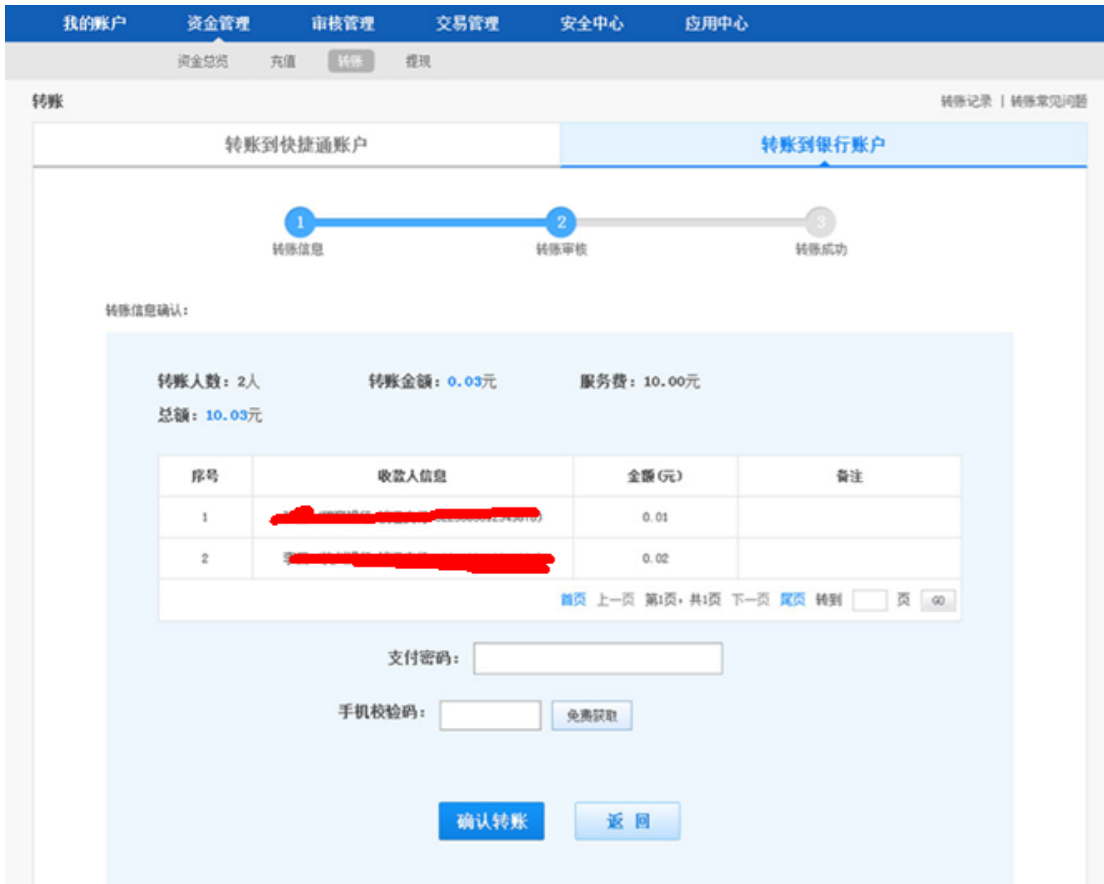 我的账户 资金管理 审核管理 交易管理 安全中心 应用中心
资金总览 充值 转账 提现
转账 转账记录 | 转账常见问题
转账到快捷通账户 转账到银行账户
1 2 3
转账信息 转账审核 转账成功
转账信息确认：
转账人数：2人 转账金额：0.03元 服务费：10.00元
总额：10.03元
序号 收款人信息 金额(元) 备注
1 0.01
2 0.02
首页 上一页 第1页，共1页 下一页 尾页 转到 页 GO
支付密码：
手机校验码： 免费获取
确认转账 返 回